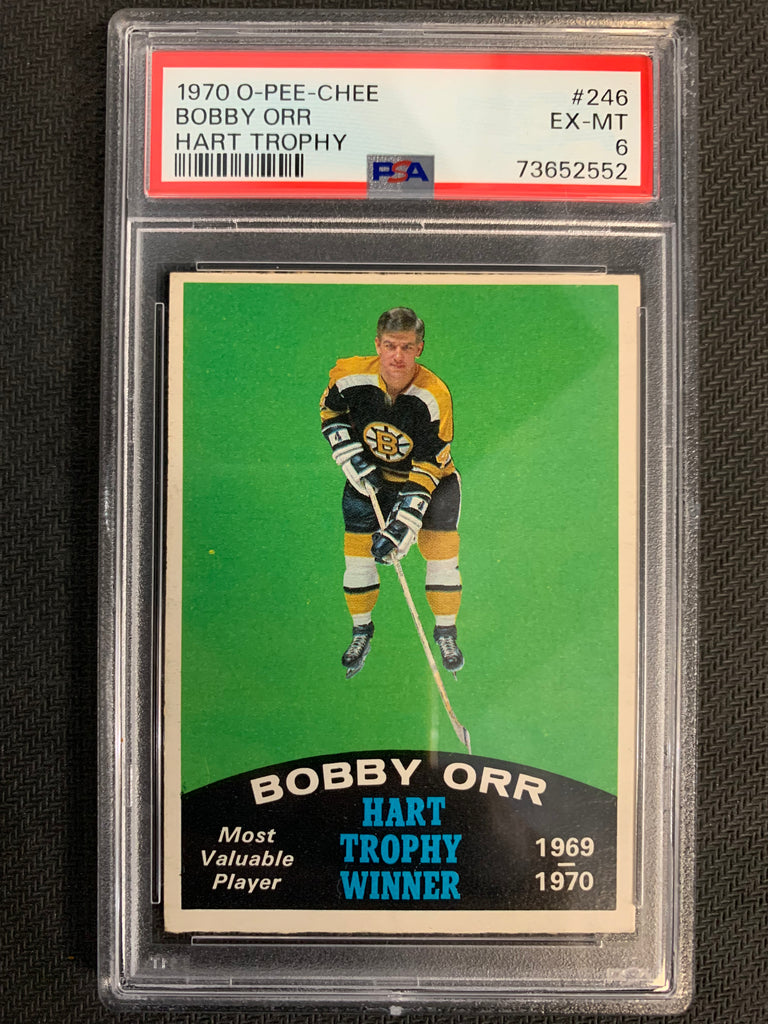 1970 O-PEE-CHEE #246
BOBBY ORR EX-MT
HART TROPHY 6
PSA 73652552
B
BOBBY ORR
HART
TROPHY
WINNER
Most
Valuable
Player
1969
1970